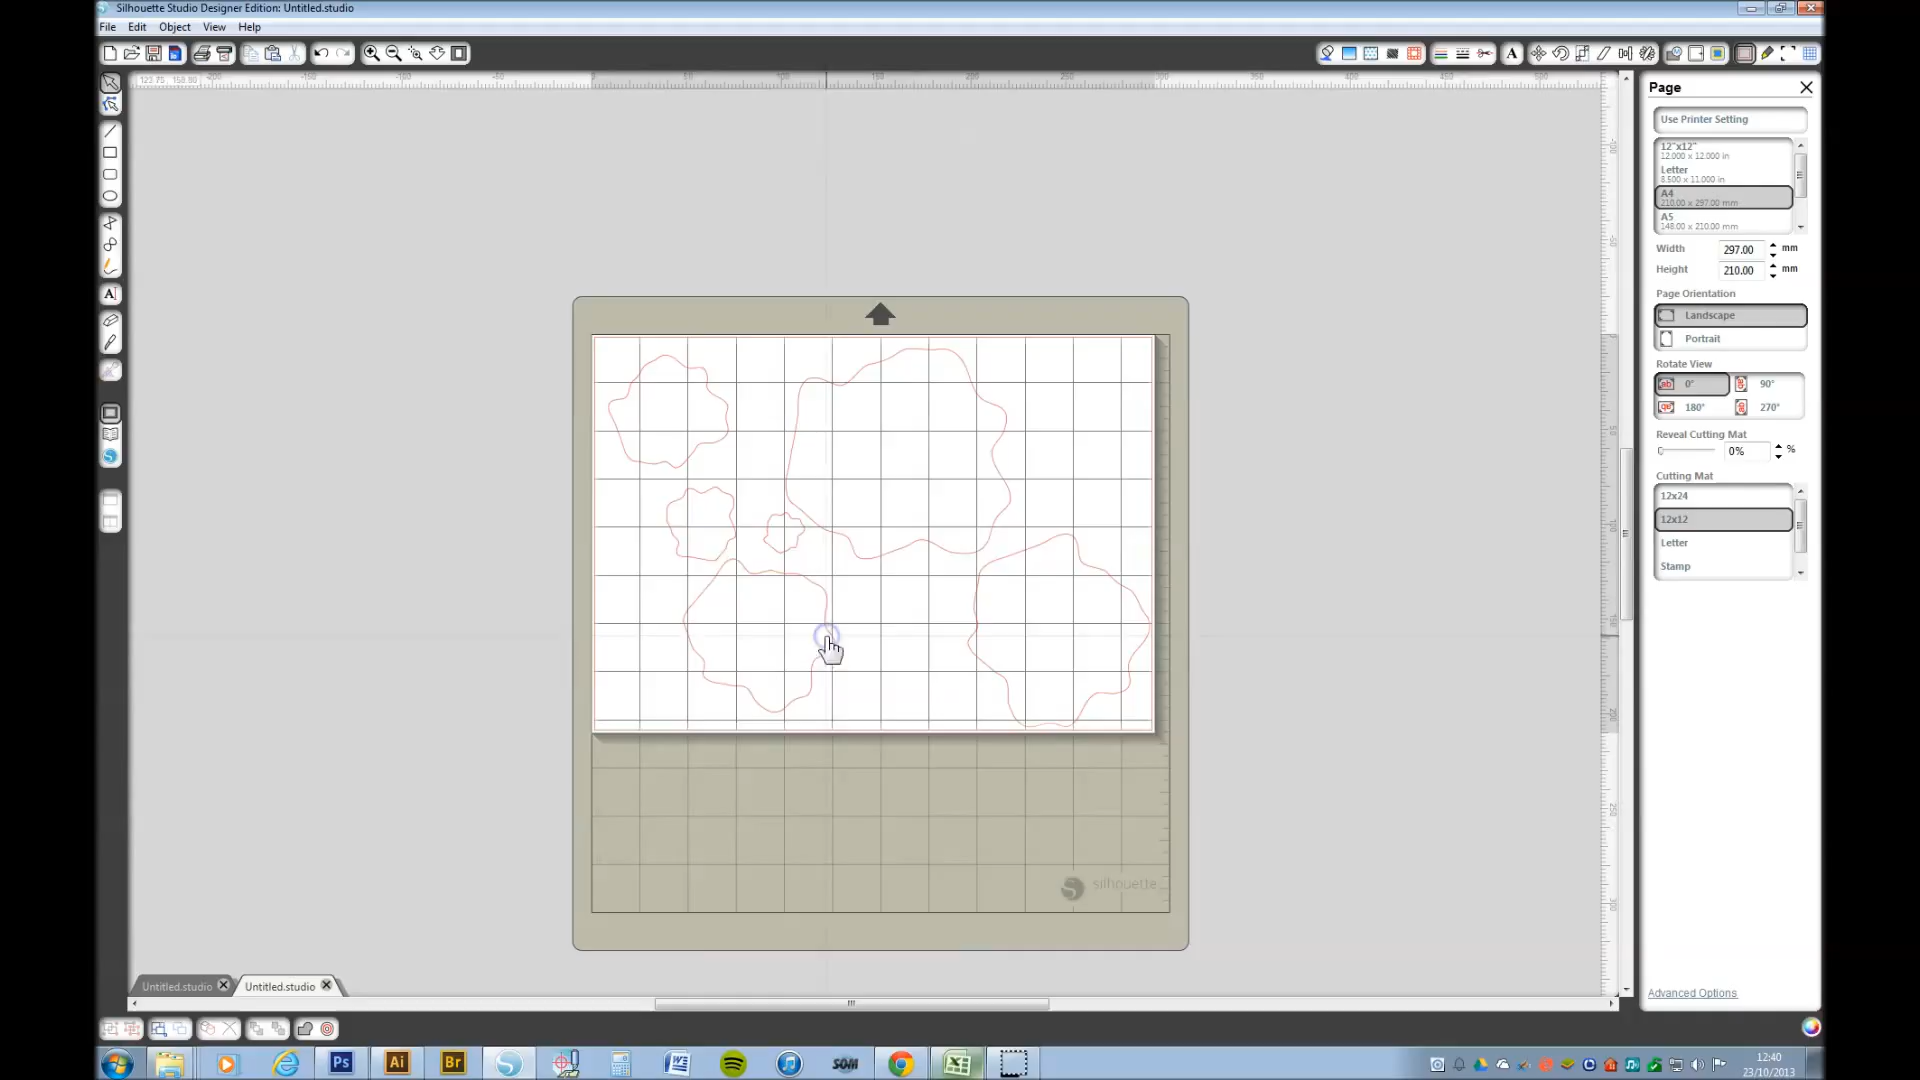 Silhouette Studio Designer Edition: Untitled.studio
File Edit Object View Help
Page
Use Printer Setting
12"x12"
12.000 x 12.000 in
Letter
8.500 x 11.000 in
A4
210.00 x 297.00 mm
A5
148.00 x 210.00 mm
Width 297.00 mm
Height 210.00 mm
Page Orientation
Landscape
Portrait
Rotate View
0° 90°
180° 270°
Reveal Cutting Mat
0% %
Cutting Mat
12x24
12x12
Letter
Stamp
silhouette
Advanced Options
Untitled.studio Untitled.studio
Ps Ai Br SOM
12:40
23/10/2013